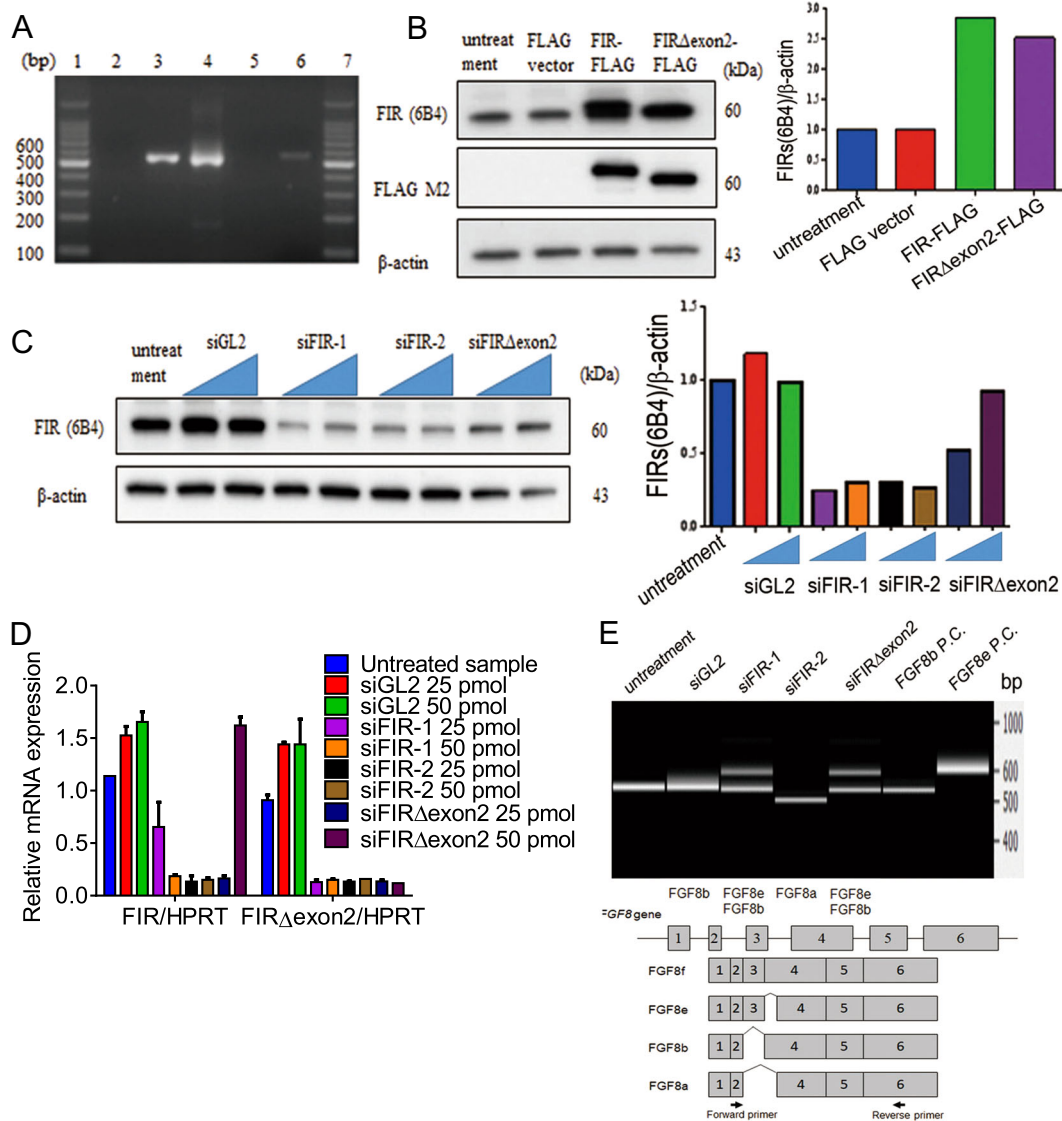 A
(bp) 1 2 3 4 5 6 7
600
500
400
300
200
100
B
untreat
ment
FLAG
vector
FIR-
FLAG
FIRΔexon2-
FLAG
(kDa)
FIR (6B4)
60
FLAG M2
60
β-actin
43
FIRs(6B4)/β-actin
3.0
2.5
2.0
1.5
1.0
0.5
0.0
untreatment
FLAG vector
FIR-FLAG
FIRΔexon2-FLAG
C
untreat
ment
siGL2
siFIR-1
siFIR-2
siFIRΔexon2
(kDa)
FIR (6B4)
60
β-actin
43
FIRs(6B4)/β-actin
1.5
1.0
0.5
0.0
untreatment
siGL2
siFIR-1
siFIR-2
siFIRΔexon2
D
Relative mRNA expression
2.0
1.5
1.0
0.5
0.0
FIR/HPRT
FIRΔexon2/HPRT
Untreated sample
siGL2 25 pmol
siGL2 50 pmol
siFIR-1 25 pmol
siFIR-1 50 pmol
siFIR-2 25 pmol
siFIR-2 50 pmol
siFIRΔexon2 25 pmol
siFIRΔexon2 50 pmol
E
untreatment
siGL2
siFIR-1
siFIR-2
siFIRΔexon2
FGF8b P.C.
FGF8e P.C.
bp
1000
600
500
400
FGF8b
FGF8e
FGF8b
FGF8a
FGF8e
FGF8b
FGF8 gene
1 2 3 4 5 6
FGF8f
1 2 3 4 5 6
FGF8e
1 2 3 4 5 6
FGF8b
1 2 4 5 6
FGF8a
1 2 4 5 6
Forward primer
Reverse primer